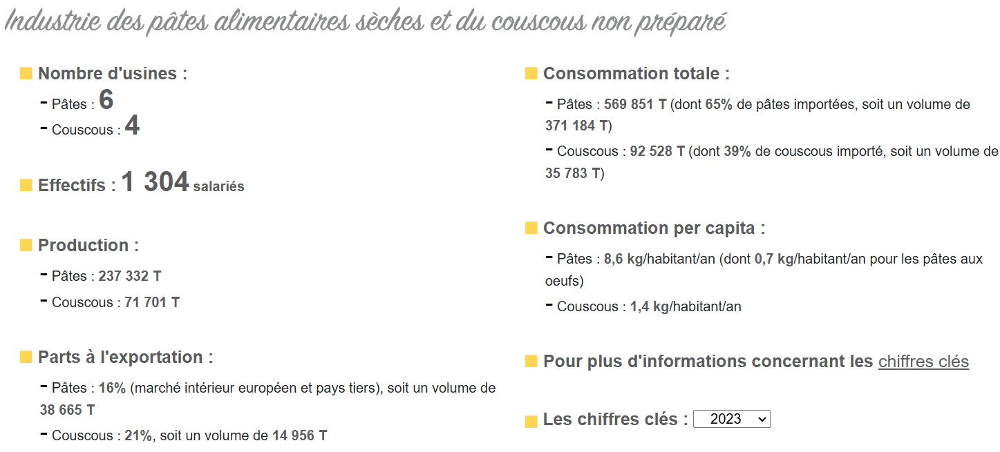 Industrie des pâtes alimentaires sèches et du couscous non préparé
Nombre d'usines :
- Pâtes : 6
- Couscous : 4
Effectifs : 1 304 salariés
Production :
- Pâtes : 237 332 T
- Couscous : 71 701 T
Parts à l'exportation :
- Pâtes : 16% (marché intérieur européen et pays tiers), soit un volume de
38 665 T
- Couscous : 21%, soit un volume de 14 956 T
Consommation totale :
- Pâtes : 569 851 T (dont 65% de pâtes importées, soit un volume de
371 184 T)
- Couscous : 92 528 T (dont 39% de couscous importé, soit un volume de
35 783 T)
Consommation per capita :
- Pâtes : 8,6 kg/habitant/an (dont 0,7 kg/habitant/an pour les pâtes aux
oeufs)
- Couscous : 1,4 kg/habitant/an
Pour plus d'informations concernant les chiffres clés
Les chiffres clés : 2023